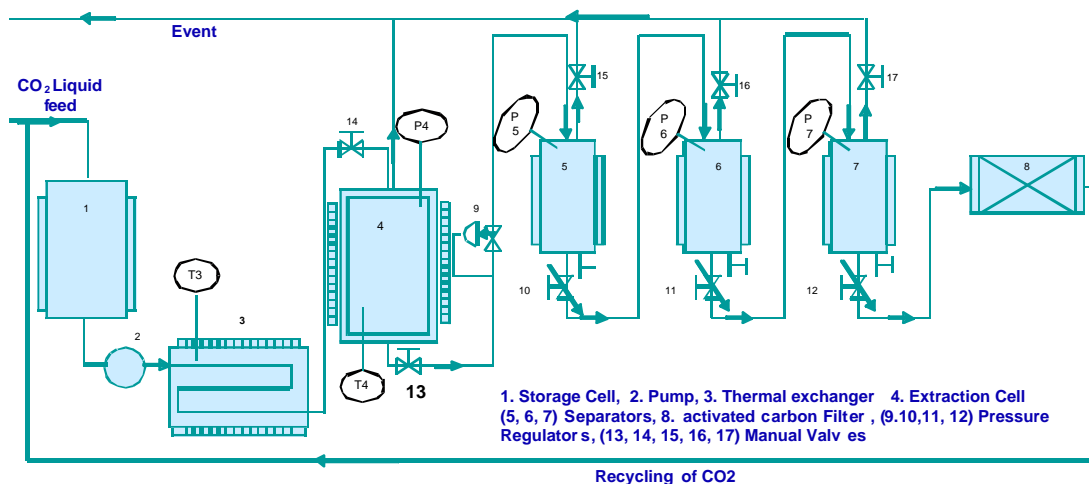 Event
CO2 Liquid
feed
14
P4
P
5
15
P
6
16
P
7
17
1
4
9
5
6
7
8
T3
3
2
10
11
12
T4
13
1. Storage Cell, 2. Pump, 3. Thermal exchanger 4. Extraction Cell
(5, 6, 7) Separators, 8. activated carbon Filter , (9.10,11, 12) Pressure
Regulators, (13, 14, 15, 16, 17) Manual Valv es
Recycling of CO2